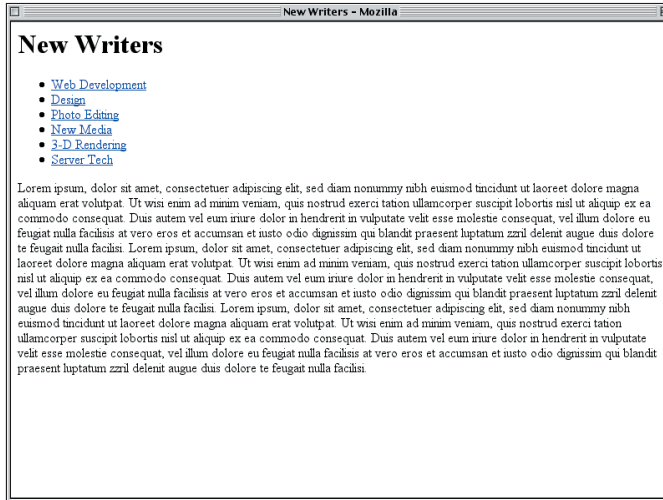 New Writers – Mozilla
New Writers
Web Development
Design
Photo Editing
New Media
3-D Rendering
Server Tech
Lorem ipsum, dolor sit amet, consectetuer adipiscing elit, sed diam nonummy nibh euismod tincidunt ut laoreet dolore magna
aliquam erat volutpat. Ut wisi enim ad minim veniam, quis nostrud exerci tation ullamcorper suscipit lobortis nisl ut aliquip ex ea
commodo consequat. Duis autem vel eum iriure dolor in hendrerit in vulputate velit esse molestie consequat, vel illum dolore eu
feugiat nulla facilisis at vero eros et accumsan et iusto odio dignissim qui blandit praesent luptatum zzril delenit augue duis dolore
te feugait nulla facilisi. Lorem ipsum, dolor sit amet, consectetuer adipiscing elit, sed diam nonummy nibh euismod tincidunt ut
laoreet dolore magna aliquam erat volutpat. Ut wisi enim ad minim veniam, quis nostrud exerci tation ullamcorper suscipit lobortis
nisl ut aliquip ex ea commodo consequat. Duis autem vel eum iriure dolor in hendrerit in vulputate velit esse molestie consequat,
vel illum dolore eu feugiat nulla facilisis at vero eros et accumsan et iusto odio dignissim qui blandit praesent luptatum zzril delenit
augue duis dolore te feugait nulla facilisi. Lorem ipsum, dolor sit amet, consectetuer adipiscing elit, sed diam nonummy nibh
euismod tincidunt ut laoreet dolore magna aliquam erat volutpat. Ut wisi enim ad minim veniam, quis nostrud exerci tation
ullamcorper suscipit lobortis nisl ut aliquip ex ea commodo consequat. Duis autem vel eum iriure dolor in hendrerit in vulputate
velit esse molestie consequat, vel illum dolore eu feugiat nulla facilisis at vero eros et accumsan et iusto odio dignissim qui blandit
praesent luptatum zzril delenit augue duis dolore te feugait nulla facilisi.